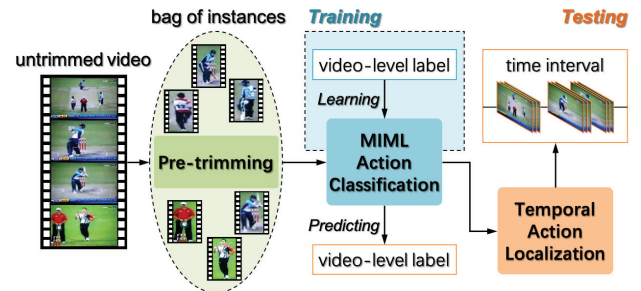 bag of instances
Training
Testing
untrimmed video
video-level label
time interval
Learning
Pre-trimming
MIML
Action
Classification
Predicting
Temporal
Action
Localization
video-level label